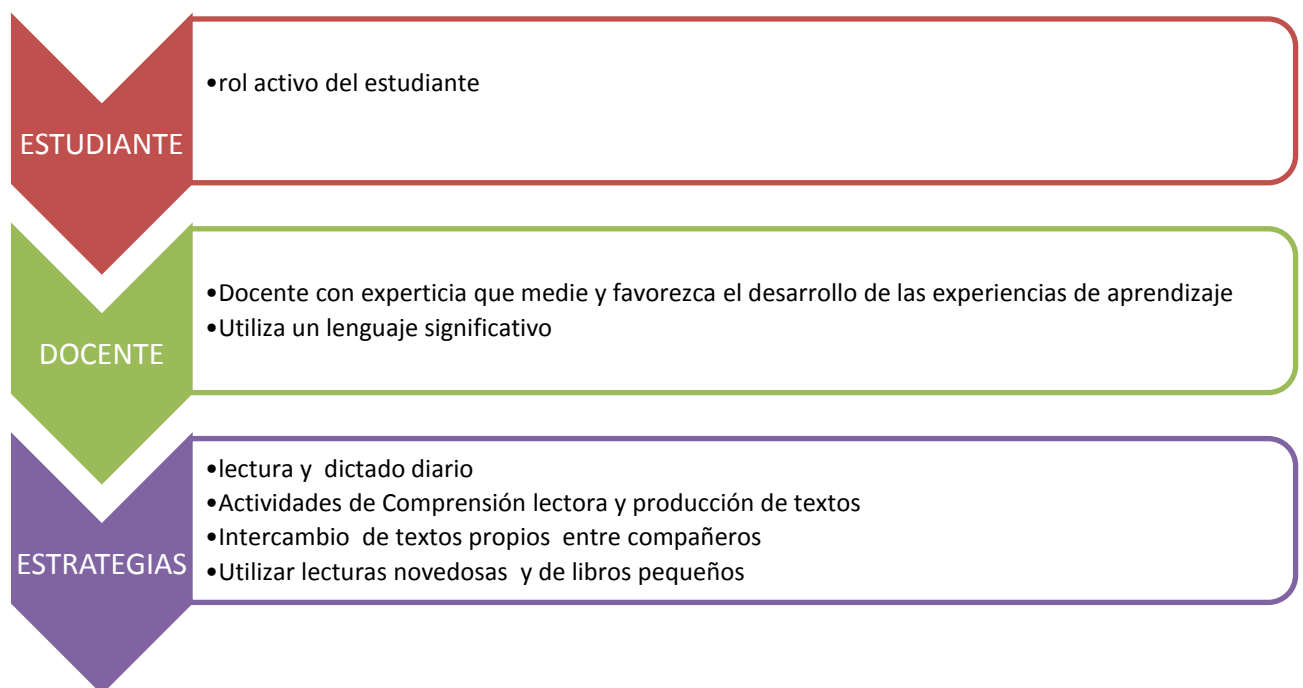 ESTUDIANTE
•rol activo del estudiante
DOCENTE
•Docente con experticia que medie y favorezca el desarrollo de las experiencias de aprendizaje
•Utiliza un lenguaje significativo
ESTRATEGIAS
•lectura y  dictado diario
•Actividades de Comprensión lectora y producción de textos
•Intercambio  de textos propios  entre compañeros
•Utilizar lecturas novedosas  y de libros pequeños